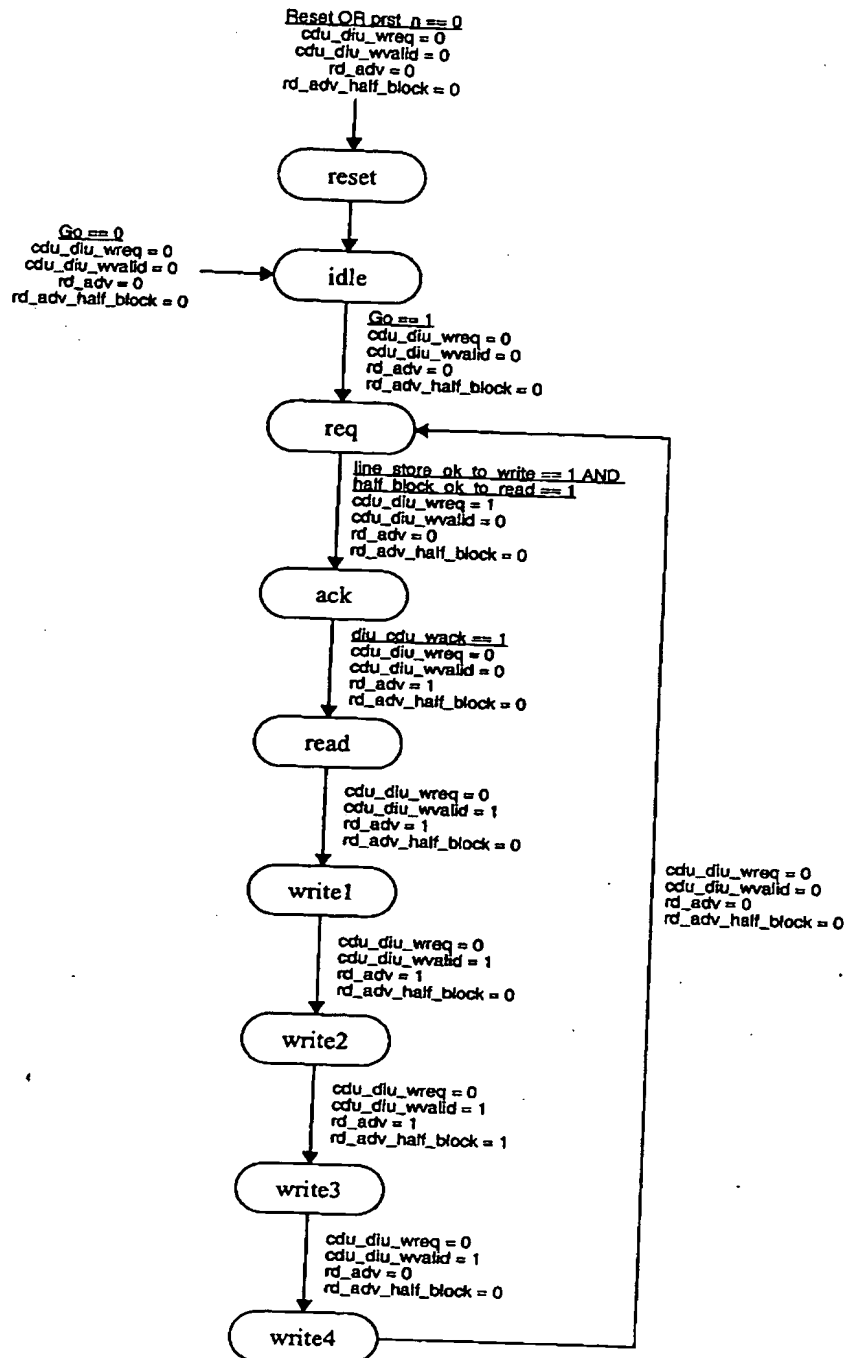 Reset OR prst_n == 0
cdu_diu_wreq = 0
cdu_diu_wvalid = 0
rd_adv = 0
rd_adv_half_block = 0
reset
Go == 0
cdu_diu_wreq = 0
cdu_diu_wvalid = 0
rd_adv = 0
rd_adv_half_block = 0
idle
Go == 1
cdu_diu_wreq = 0
cdu_diu_wvalid = 0
rd_adv = 0
rd_adv_half_block = 0
req
line_store_ok_to_write == 1 AND
half_block_ok_to_read == 1
cdu_diu_wreq = 1
cdu_diu_wvalid = 0
rd_adv = 0
rd_adv_half_block = 0
ack
diu_cdu_wack == 1
cdu_diu_wreq = 0
cdu_diu_wvalid = 0
rd_adv = 1
rd_adv_half_block = 0
read
cdu_diu_wreq = 0
cdu_diu_wvalid = 1
rd_adv = 1
rd_adv_half_block = 0
write1
cdu_diu_wreq = 0
cdu_diu_wvalid = 0
rd_adv = 0
rd_adv_half_block = 0
cdu_diu_wreq = 0
cdu_diu_wvalid = 1
rd_adv = 1
rd_adv_half_block = 0
write2
cdu_diu_wreq = 0
cdu_diu_wvalid = 1
rd_adv = 1
rd_adv_half_block = 1
write3
cdu_diu_wreq = 0
cdu_diu_wvalid = 1
rd_adv = 0
rd_adv_half_block = 0
write4